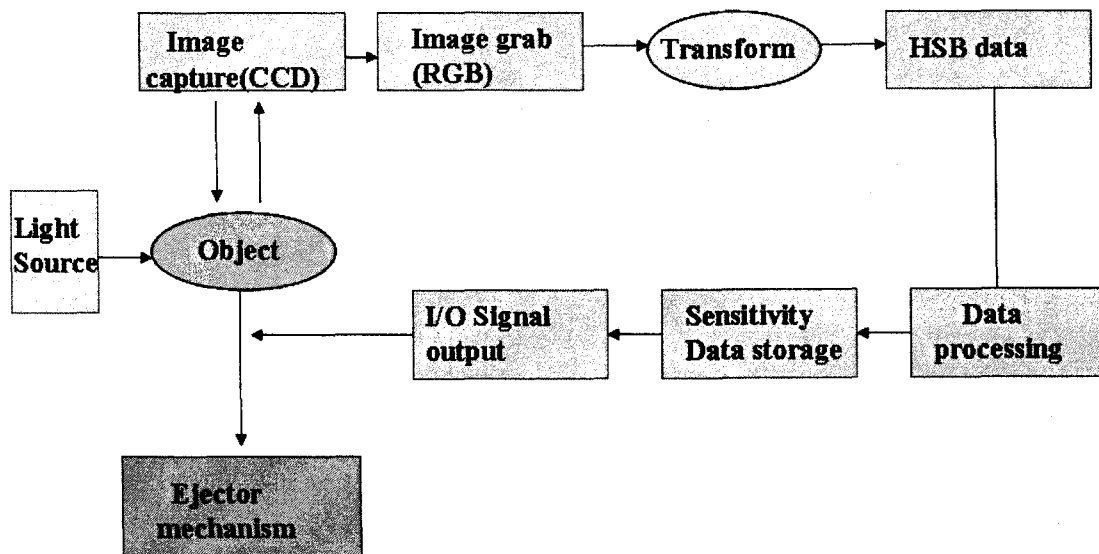 Image
capture(CCD)
Image grab
(RGB)
Transform
HSB data
Light
Source
Object
I/O Signal
output
Sensitivity
Data storage
Data
processing
Ejector
mechanism